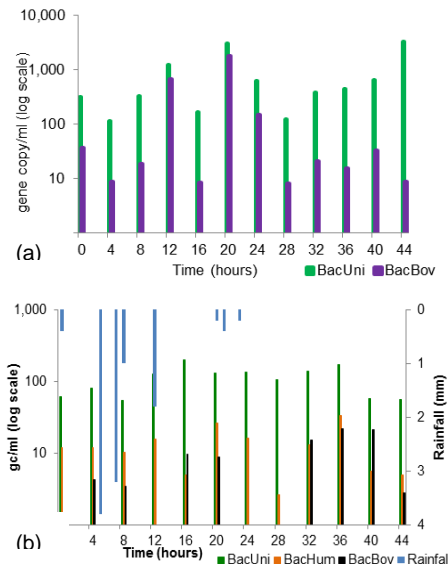 10,000
1,000
100
10
gene copy/ml (log scale)
(a)
0 4 8 12 16 20 24 28 32 36 40 44
Time (hours)
BacUni BacBov
1,000
100
10
gc/ml (log scale)
0
1
2
3
4
Rainfall (mm)
4 8 12 16 20 24 28 32 36 40 44
(b)
Time (hours)
BacUni BacHum BacBov Rainfal